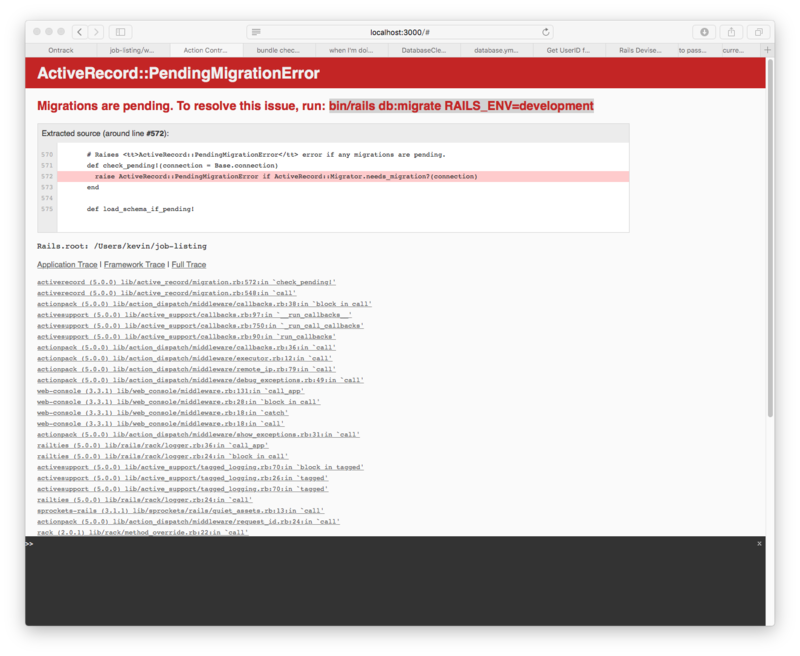 localhost:3000/#
Ontrack
job-listing/w...
Action Contr...
bundle chec...
when I'm doi...
DatabaseCle...
database.ym...
Get UserID f...
Rails Devise...
to pass...
curre...
+
ActiveRecord::PendingMigrationError
Migrations are pending. To resolve this issue, run: bin/rails db:migrate RAILS_ENV=development
Extracted source (around line #572):
570 # Raises <tt>ActiveRecord::PendingMigrationError</tt> error if any migrations are pending.
571 def check_pending!(connection = Base.connection)
572 raise ActiveRecord::PendingMigrationError if ActiveRecord::Migrator.needs_migration?(connection)
573 end
574
575 def load_schema_if_pending!
Rails.root: /Users/kevin/job-listing
Application Trace | Framework Trace | Full Trace
activerecord (5.0.0) lib/active_record/migration.rb:572:in `check_pending!'
activerecord (5.0.0) lib/active_record/migration.rb:548:in `call'
actionpack (5.0.0) lib/action_dispatch/middleware/callbacks.rb:38:in `block in call'
activesupport (5.0.0) lib/active_support/callbacks.rb:97:in `__run_callbacks__'
activesupport (5.0.0) lib/active_support/callbacks.rb:750:in `_run_call_callbacks'
activesupport (5.0.0) lib/active_support/callbacks.rb:90:in `run_callbacks'
actionpack (5.0.0) lib/action_dispatch/middleware/callbacks.rb:36:in `call'
actionpack (5.0.0) lib/action_dispatch/middleware/executor.rb:12:in `call'
actionpack (5.0.0) lib/action_dispatch/middleware/remote_ip.rb:79:in `call'
actionpack (5.0.0) lib/action_dispatch/middleware/debug_exceptions.rb:49:in `call'
web-console (3.3.1) lib/web_console/middleware.rb:131:in `call_app'
web-console (3.3.1) lib/web_console/middleware.rb:20:in `block in call'
web-console (3.3.1) lib/web_console/middleware.rb:18:in `catch'
web-console (3.3.1) lib/web_console/middleware.rb:18:in `call'
actionpack (5.0.0) lib/action_dispatch/middleware/show_exceptions.rb:31:in `call'
railties (5.0.0) lib/rails/rack/logger.rb:36:in `call_app'
railties (5.0.0) lib/rails/rack/logger.rb:24:in `block in call'
activesupport (5.0.0) lib/active_support/tagged_logging.rb:70:in `block in tagged'
activesupport (5.0.0) lib/active_support/tagged_logging.rb:26:in `tagged'
activesupport (5.0.0) lib/active_support/tagged_logging.rb:70:in `tagged'
railties (5.0.0) lib/rails/rack/logger.rb:24:in `call'
sprockets-rails (3.1.1) lib/sprockets/rails/quiet_assets.rb:13:in `call'
actionpack (5.0.0) lib/action_dispatch/middleware/request_id.rb:24:in `call'
rack (2.0.1) lib/rack/method_override.rb:22:in `call'
>>
x